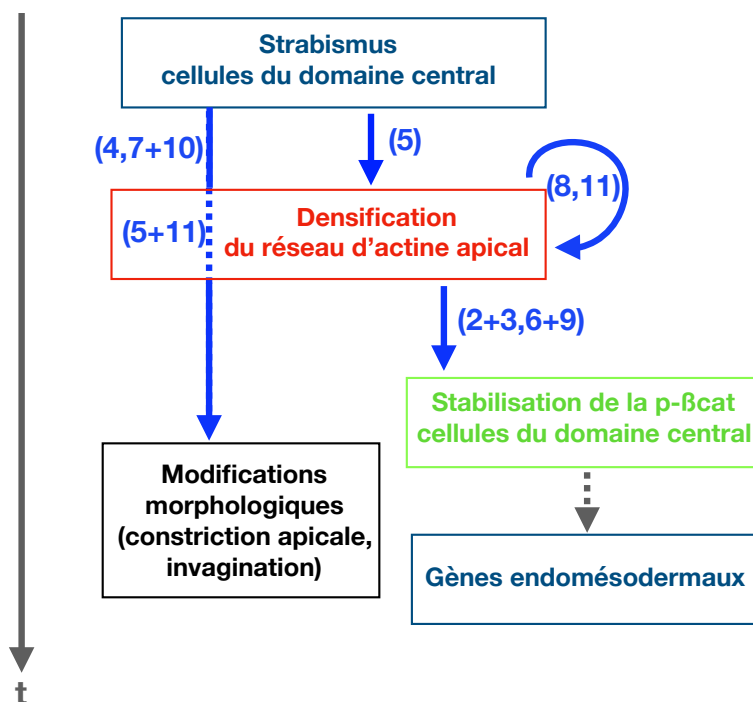 Strabismus
cellules du domaine central
(4,7+10)
(5)
(8,11)
(5+11)
Densification
du réseau d'actine apical
(2+3,6+9)
Stabilisation de la p-ßcat
cellules du domaine central
Modifications
morphologiques
(constriction apicale,
invagination)
Gènes endomésodermaux
t